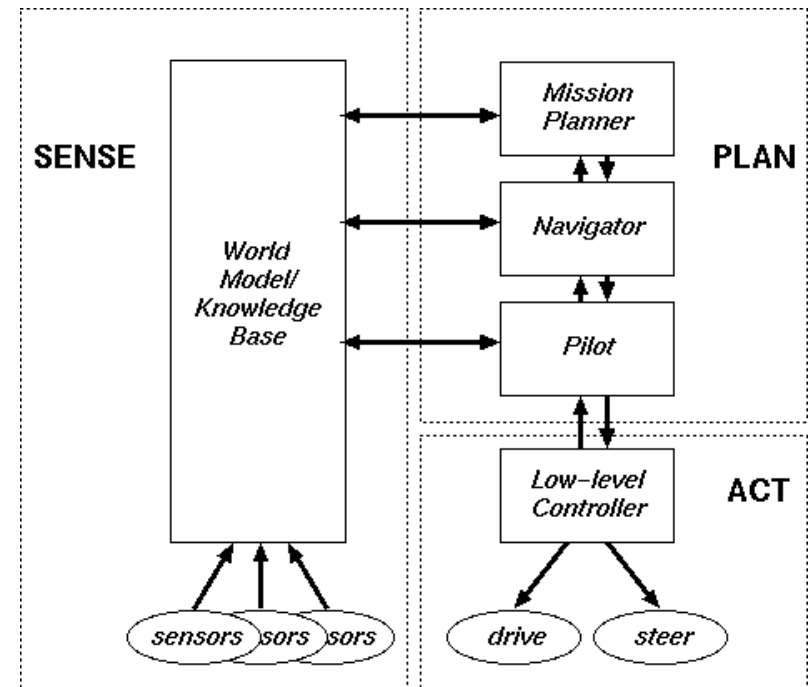 SENSE
World
Model/
Knowledge
Base
sensors
sors
sors
Mission
Planner
PLAN
Navigator
Pilot
Low-level
Controller
ACT
drive
steer